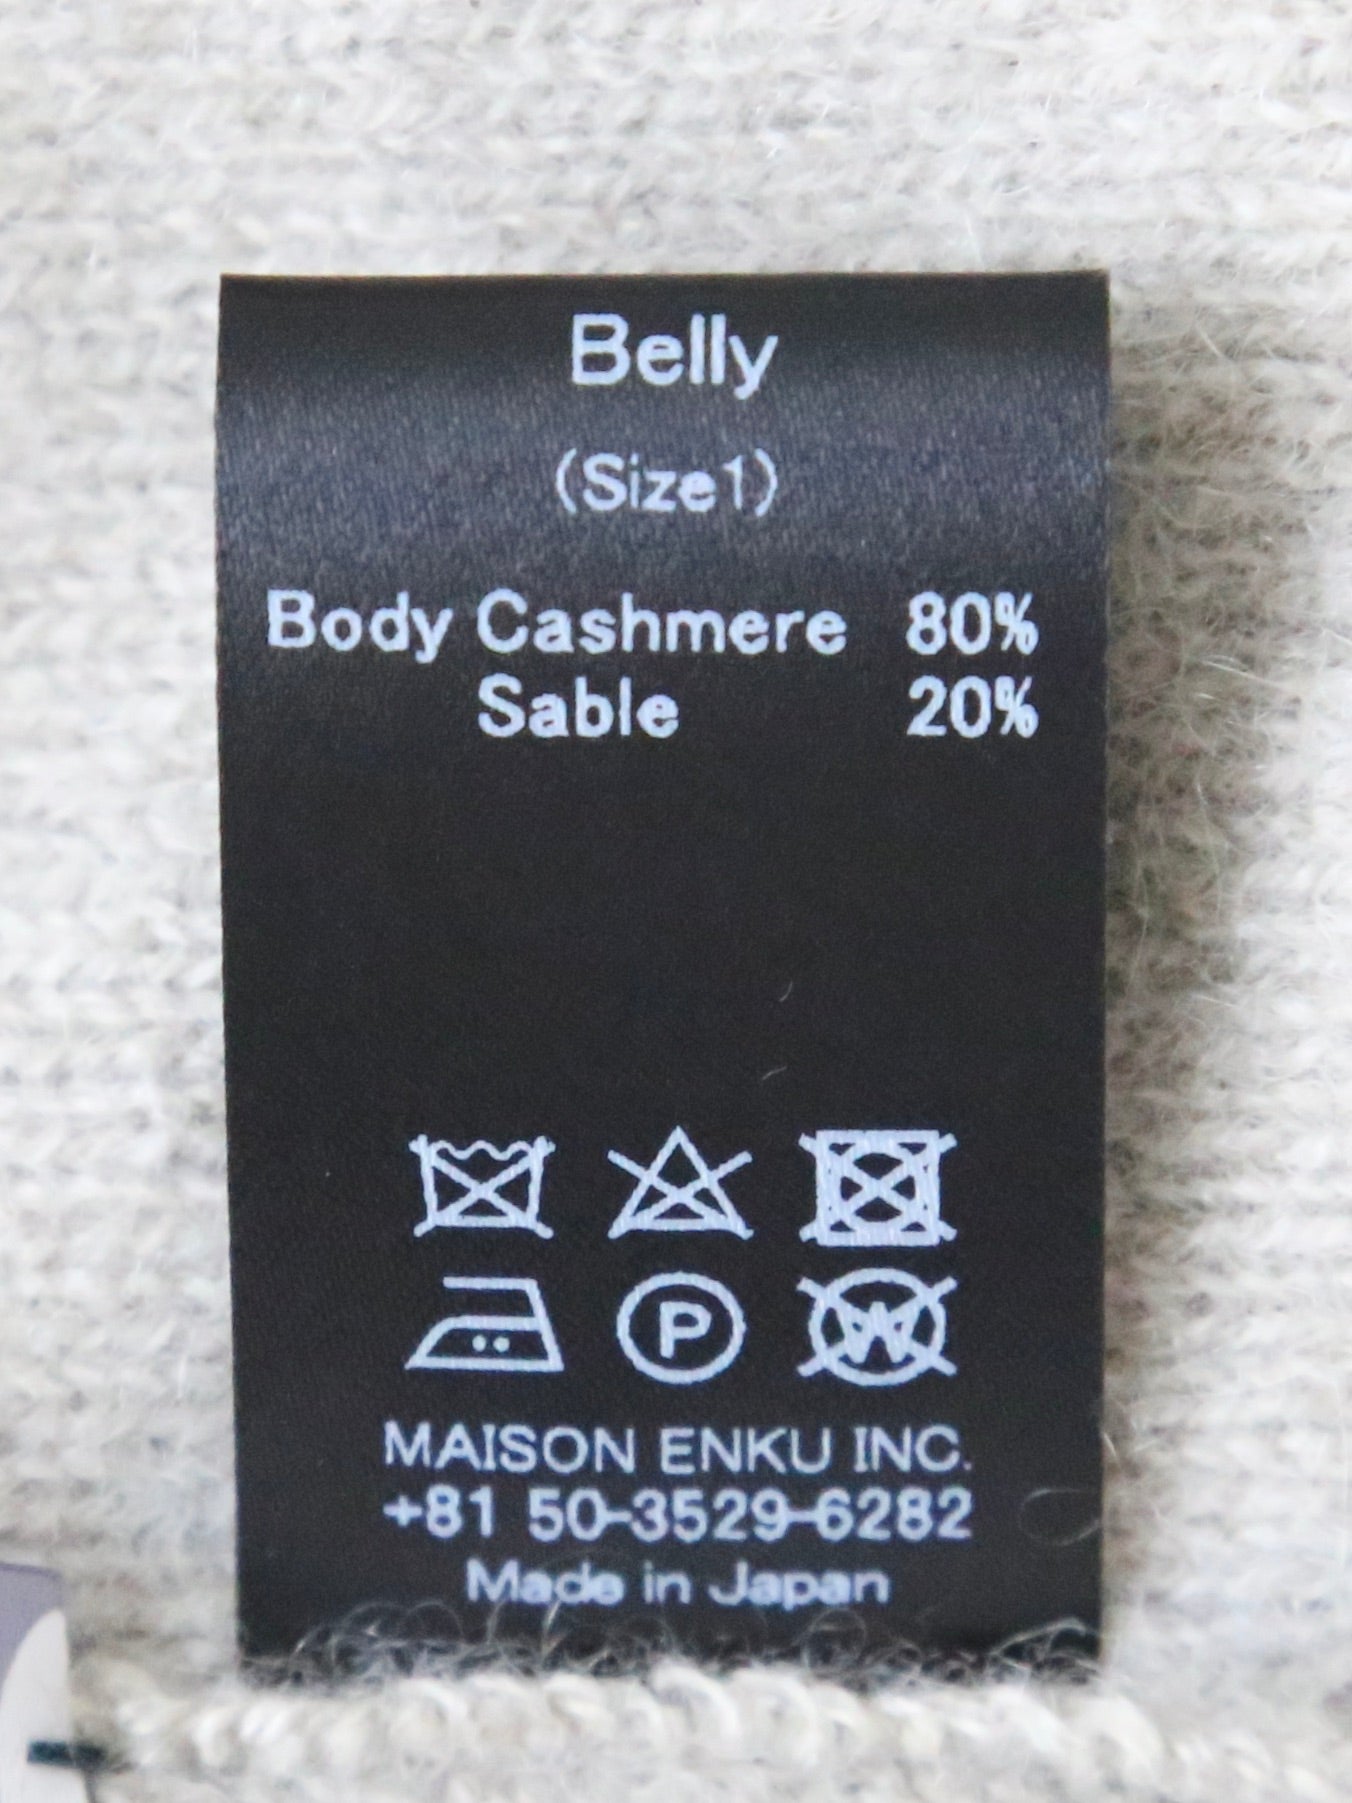 Belly
(Size1)
Body Cashmere 80%
Sable 20%
P
W
MAISON ENKU INC.
+81 50-3529-6282
Made in Japan